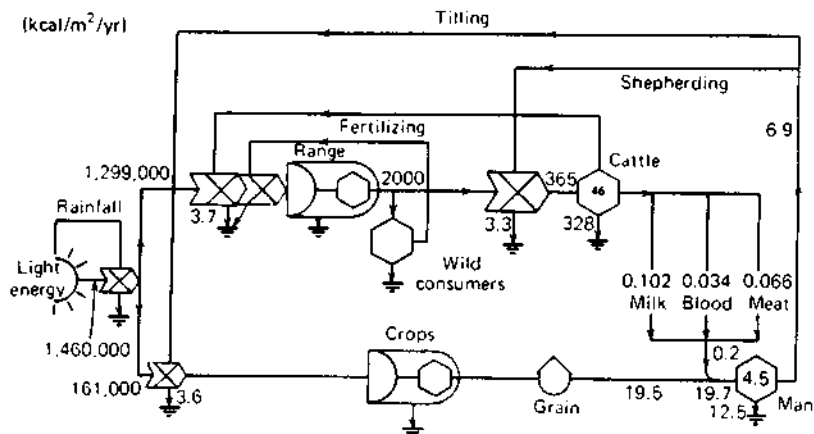 (kcal/m²/yr)
Tilling
Shepherding
6 9
Fertilizing
Range
1,299,000
2000
365
Cattle
46
Rainfall
3.7
3.3
328
Light
energy
Wild
consumers
0.102
Milk
0.034
Blood
0.066
Meat
1,460,000
Crops
0.2
161,000
3.6
Grain
19.5
19.7
4.5
12.5
Man